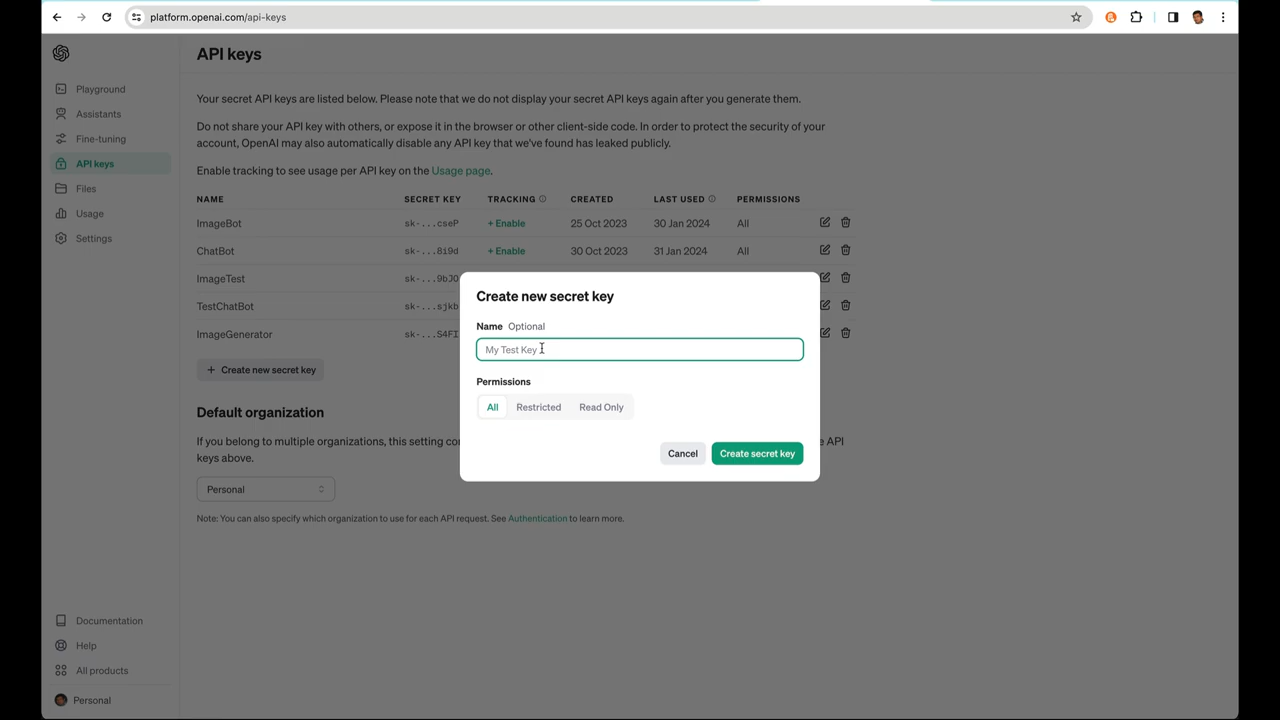 platform.openai.com/api-keys
API keys
Playground
Assistants
Fine-tuning
API keys
Files
Usage
Settings
Your secret API keys are listed below. Please note that we do not display your secret API keys again after you generate them.
Do not share your API key with others, or expose it in the browser or other client-side code. In order to protect the security of your
account, OpenAI may also automatically disable any API key that we've found has leaked publicly.
Enable tracking to see usage per API key on the Usage page.
NAME SECRET KEY TRACKING CREATED LAST USED PERMISSIONS
ImageBot sk-...cseP + Enable 25 Oct 2023 30 Jan 2024 All
ChatBot sk-...8i9d + Enable 30 Oct 2023 31 Jan 2024 All
ImageTest sk-...9bJO
TestChatBot sk-...sjkb
ImageGenerator sk-...S4FI
+ Create new secret key
Default organization
If you belong to multiple organizations, this setting con e API
keys above.
Personal
Note: You can also specify which organization to use for each API request. See Authentication to learn more.
Create new secret key
Name Optional
My Test Key
Permissions
All Restricted Read Only
Cancel Create secret key
Documentation
Help
All products
Personal